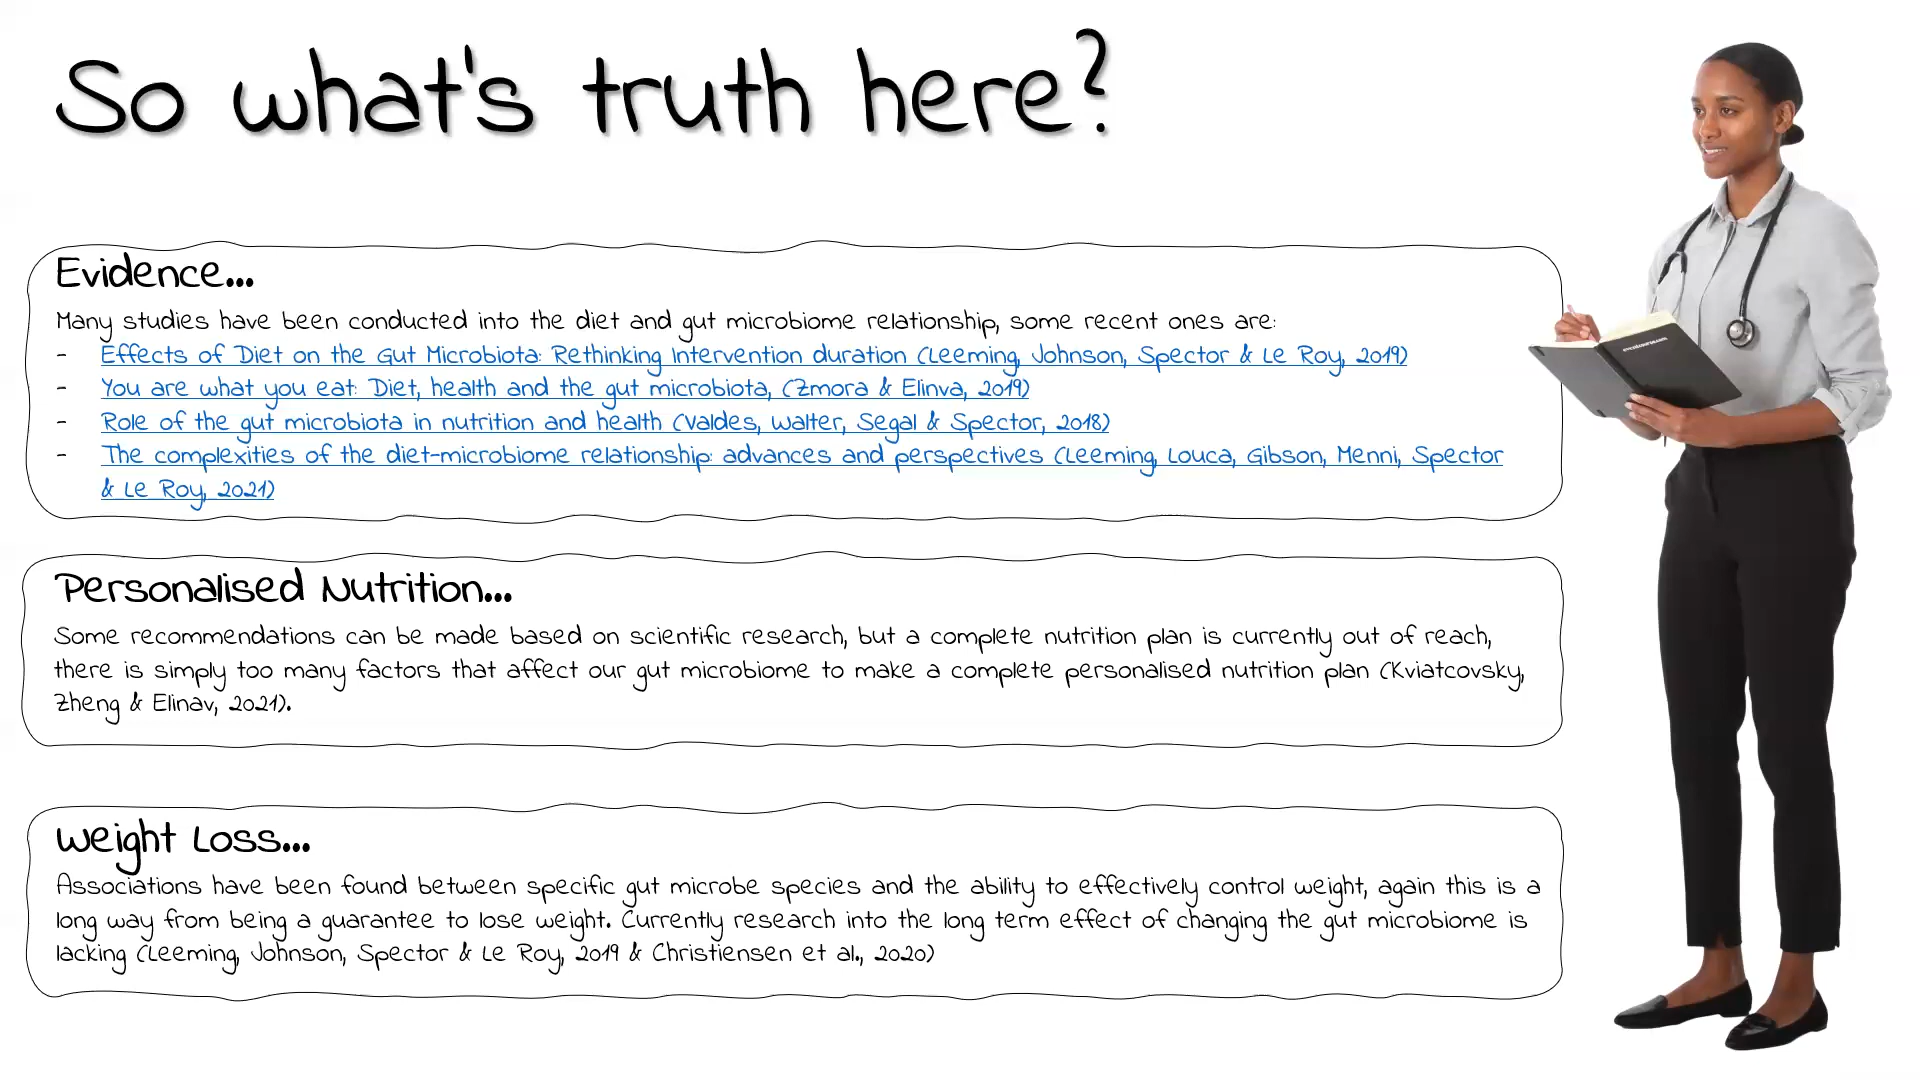 So what's truth here?
Evidence...
Many studies have been conducted into the diet and gut microbiome relationship, some recent ones are:
- Effects of Diet on the Gut Microbiota: Rethinking Intervention duration (Leeming, Johnson, Spector & Le Roy, 2019)
- You are what you eat: Diet, health and the gut microbiota, (Zmora & Elinva, 2019)
- Role of the gut microbiota in nutrition and health (Valdes, Walter, Segal & Spector, 2018)
- The complexities of the diet-microbiome relationship: advances and perspectives (Leeming, Louca, Gibson, Menni, Spector
& Le Roy, 2021)
Personalised Nutrition...
Some recommendations can be made based on scientific research, but a complete nutrition plan is currently out of reach,
there is simply too many factors that affect our gut microbiome to make a complete personalised nutrition plan (Kviatcovsky,
Zheng & Elinav, 2021).
Weight Loss...
Associations have been found between specific gut microbe species and the ability to effectively control weight, again this is a
long way from being a guarantee to lose weight. Currently research into the long term effect of changing the gut microbiome is
lacking (Leeming, Johnson, Spector & Le Roy, 2019 & Christiensen et al., 2020)